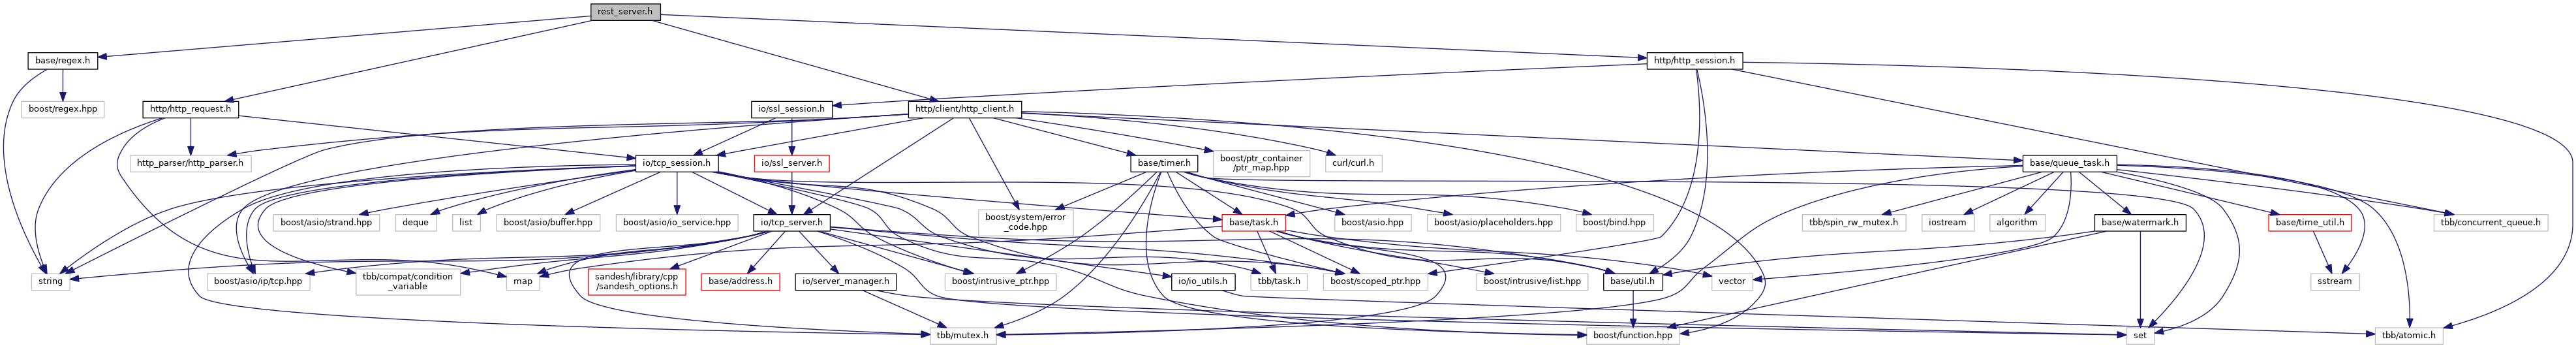 rest_server.h
base/regex.h
http/http_session.h
boost/regex.hpp
http/http_request.h
io/ssl_session.h
http/client/http_client.h
http_parser/http_parser.h
io/tcp_session.h
io/ssl_server.h
base/timer.h
boost/ptr_container
/ptr_map.hpp
curl/curl.h
base/queue_task.h
boost/asio/strand.hpp
deque
list
boost/asio/buffer.hpp
boost/asio/io_service.hpp
io/tcp_server.h
boost/system/error
_code.hpp
base/task.h
boost/asio.hpp
boost/asio/placeholders.hpp
boost/bind.hpp
tbb/spin_rw_mutex.h
iostream
algorithm
base/watermark.h
base/time_util.h
tbb/concurrent_queue.h
string
boost/asio/ip/tcp.hpp
tbb/compat/condition
_variable
map
sandesh/library/cpp
/sandesh_options.h
base/address.h
io/server_manager.h
boost/intrusive_ptr.hpp
io/io_utils.h
tbb/task.h
boost/scoped_ptr.hpp
boost/intrusive/list.hpp
base/util.h
vector
sstream
tbb/mutex.h
boost/function.hpp
set
tbb/atomic.h